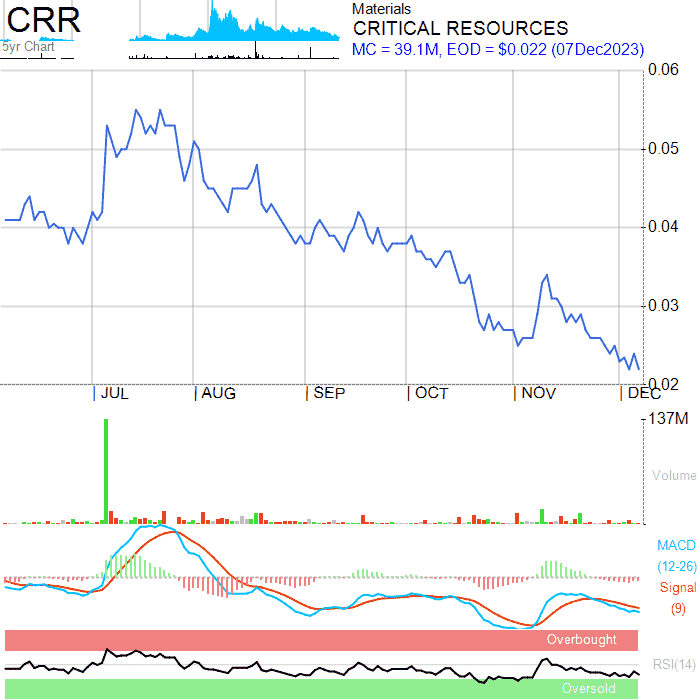 CRR
5yr Chart
Materials
CRITICAL RESOURCES
MC = 39.1M, EOD = $0.022 (07Dec2023)
0.06
0.05
0.04
0.03
0.02
JUL AUG SEP OCT NOV DEC
137M
Volume
MACD
(12-26)
Signal
(9)
Overbought
RSI(14)
Oversold